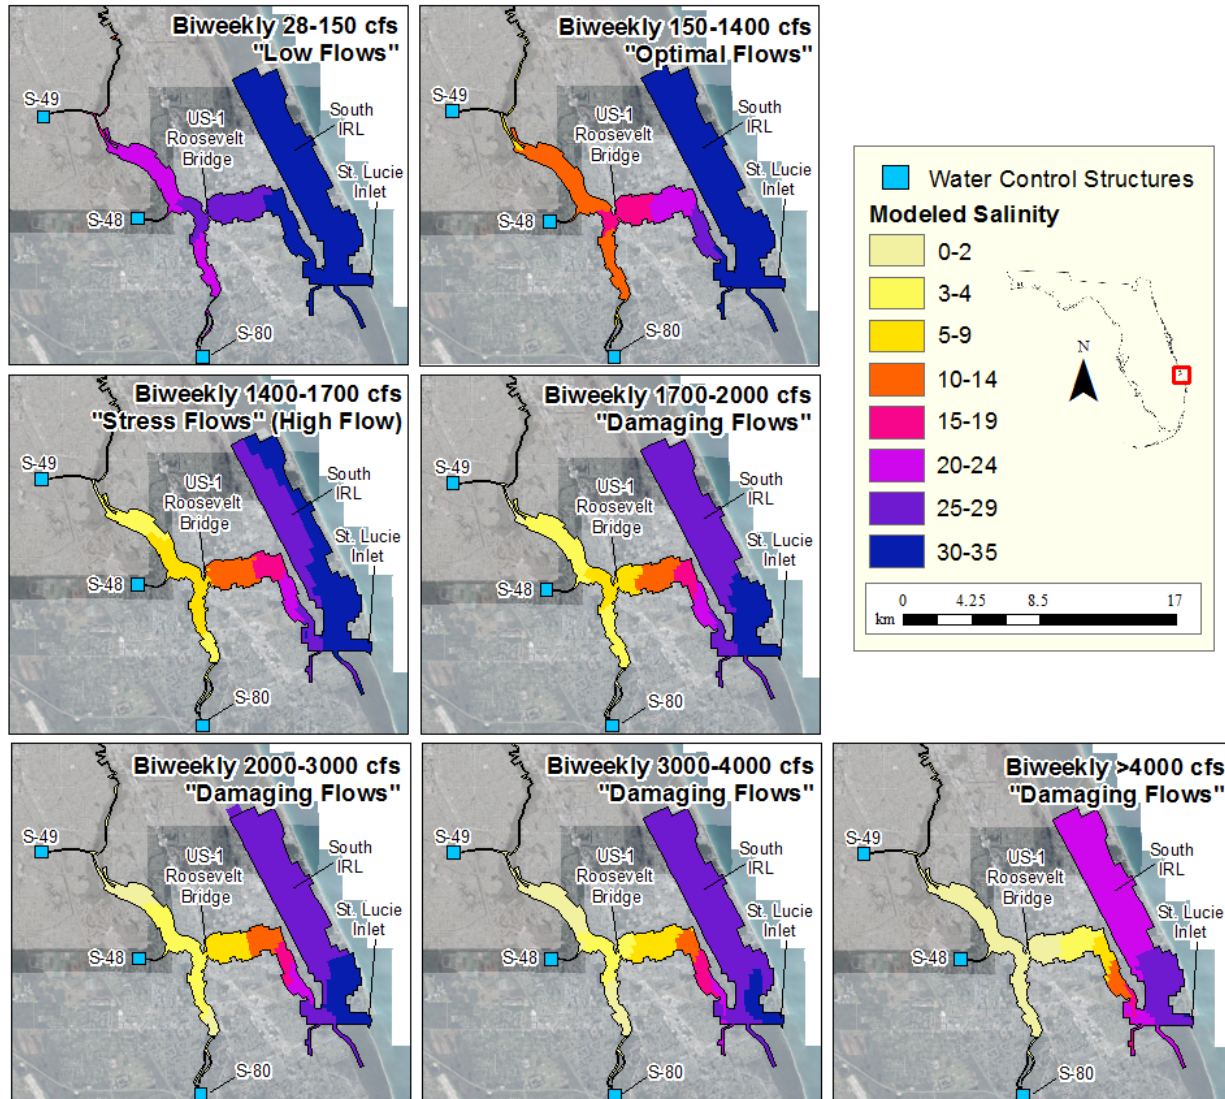 Biweekly 28-150 cfs
"Low Flows"
S-49
US-1
Roosevelt
Bridge
South
IRL
St. Lucie
Inlet
S-48
S-80
Biweekly 150-1400 cfs
"Optimal Flows"
S-49
US-1
Roosevelt
Bridge
South
IRL
St. Lucie
Inlet
S-48
S-80
Water Control Structures
Modeled Salinity
0-2
3-4
5-9
10-14
15-19
20-24
25-29
30-35
N
0 4.25 8.5 17
km
Biweekly 1400-1700 cfs
"Stress Flows" (High Flow)
S-49
US-1
Roosevelt
Bridge
South
IRL
St. Lucie
Inlet
S-48
S-80
Biweekly 1700-2000 cfs
"Damaging Flows"
S-49
US-1
Roosevelt
Bridge
South
IRL
St. Lucie
Inlet
S-48
S-80
Biweekly 2000-3000 cfs
"Damaging Flows"
S-49
US-1
Roosevelt
Bridge
South
IRL
St. Lucie
Inlet
S-48
S-80
Biweekly 3000-4000 cfs
"Damaging Flows"
S-49
US-1
Roosevelt
Bridge
South
IRL
St. Lucie
Inlet
S-48
S-80
Biweekly >4000 cfs
"Damaging Flows"
S-49
US-1
Roosevelt
Bridge
South
IRL
St. Lucie
Inlet
S-48
S-80